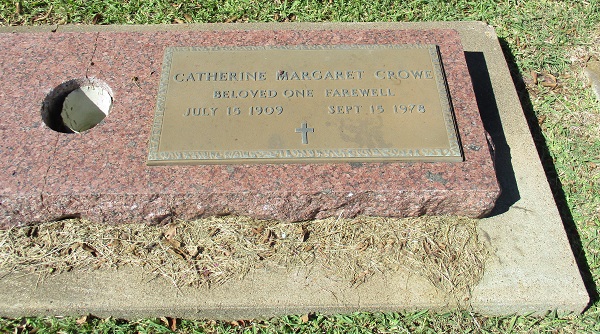 CATHERINE MARGARET CROWE
BELOVED ONE FAREWELL
JULY 15 1909 SEPT 15 1978